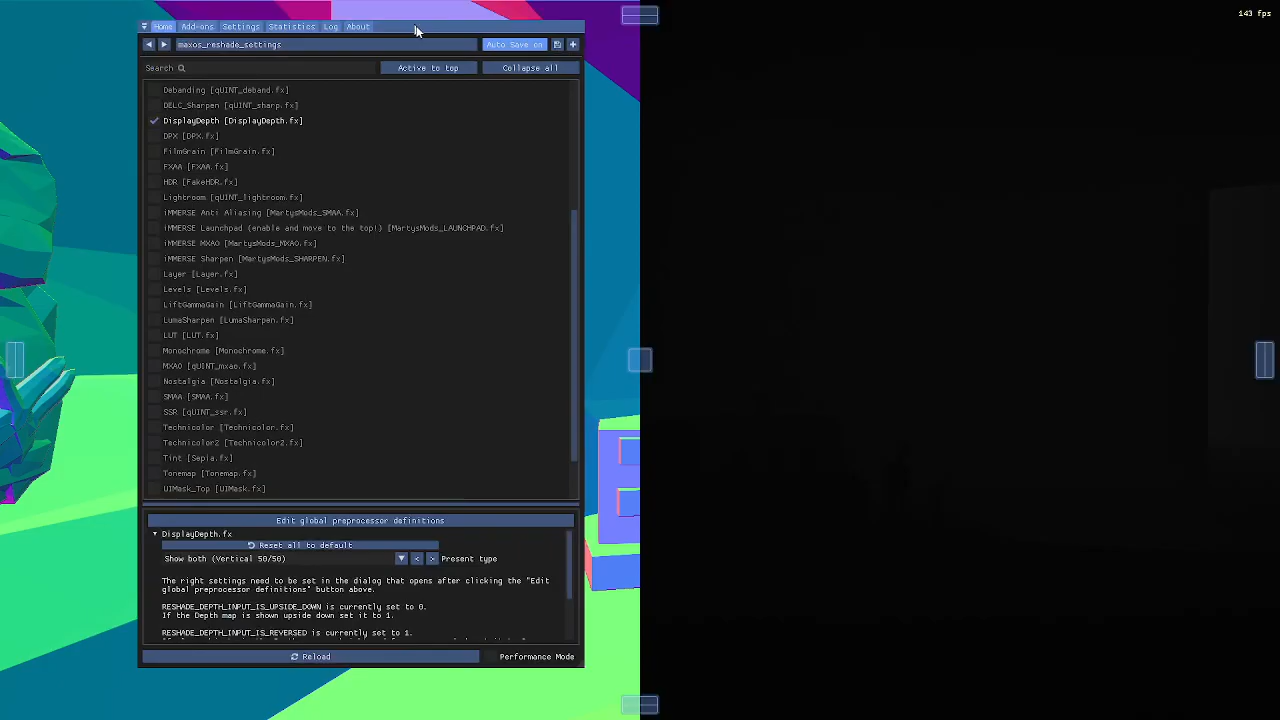 143 fps
Home Add-ons Settings Statistics Log About
maxos_reshade_settings Auto Save on
Search Active to top Collapse all
Debanding [qUINT_deband.fx]
DELC_Sharpen [qUINT_sharp.fx]
DisplayDepth [DisplayDepth.fx]
DPX [DPX.fx]
FilmGrain [FilmGrain.fx]
FXAA [FXAA.fx]
HDR [FakeHDR.fx]
Lightroom [qUINT_lightroom.fx]
iMMERSE Anti Aliasing [MartysMods_SMAA.fx]
iMMERSE Launchpad (enable and move to the top!) [MartysMods_LAUNCHPAD.fx]
iMMERSE MXAO [MartysMods_MXAO.fx]
iMMERSE Sharpen [MartysMods_SHARPEN.fx]
Layer [Layer.fx]
Levels [Levels.fx]
LiftGammaGain [LiftGammaGain.fx]
LumaSharpen [LumaSharpen.fx]
LUT [LUT.fx]
Monochrome [Monochrome.fx]
MXAO [qUINT_mxao.fx]
Nostalgia [Nostalgia.fx]
SMAA [SMAA.fx]
SSR [qUINT_ssr.fx]
Technicolor [Technicolor.fx]
Technicolor2 [Technicolor2.fx]
Tint [Sepia.fx]
Tonemap [Tonemap.fx]
UIMask_Top [UIMask.fx]
Edit global preprocessor definitions
DisplayDepth.fx
Reset all to default
Show both (Vertical 50/50) < > Present type
The right settings need to be set in the dialog that opens after clicking the "Edit
global preprocessor definitions" button above.
RESHADE_DEPTH_INPUT_IS_UPSIDE_DOWN is currently set to 0.
If the Depth map is shown upside down set it to 1.
RESHADE_DEPTH_INPUT_IS_REVERSED is currently set to 1.
Reload Performance Mode